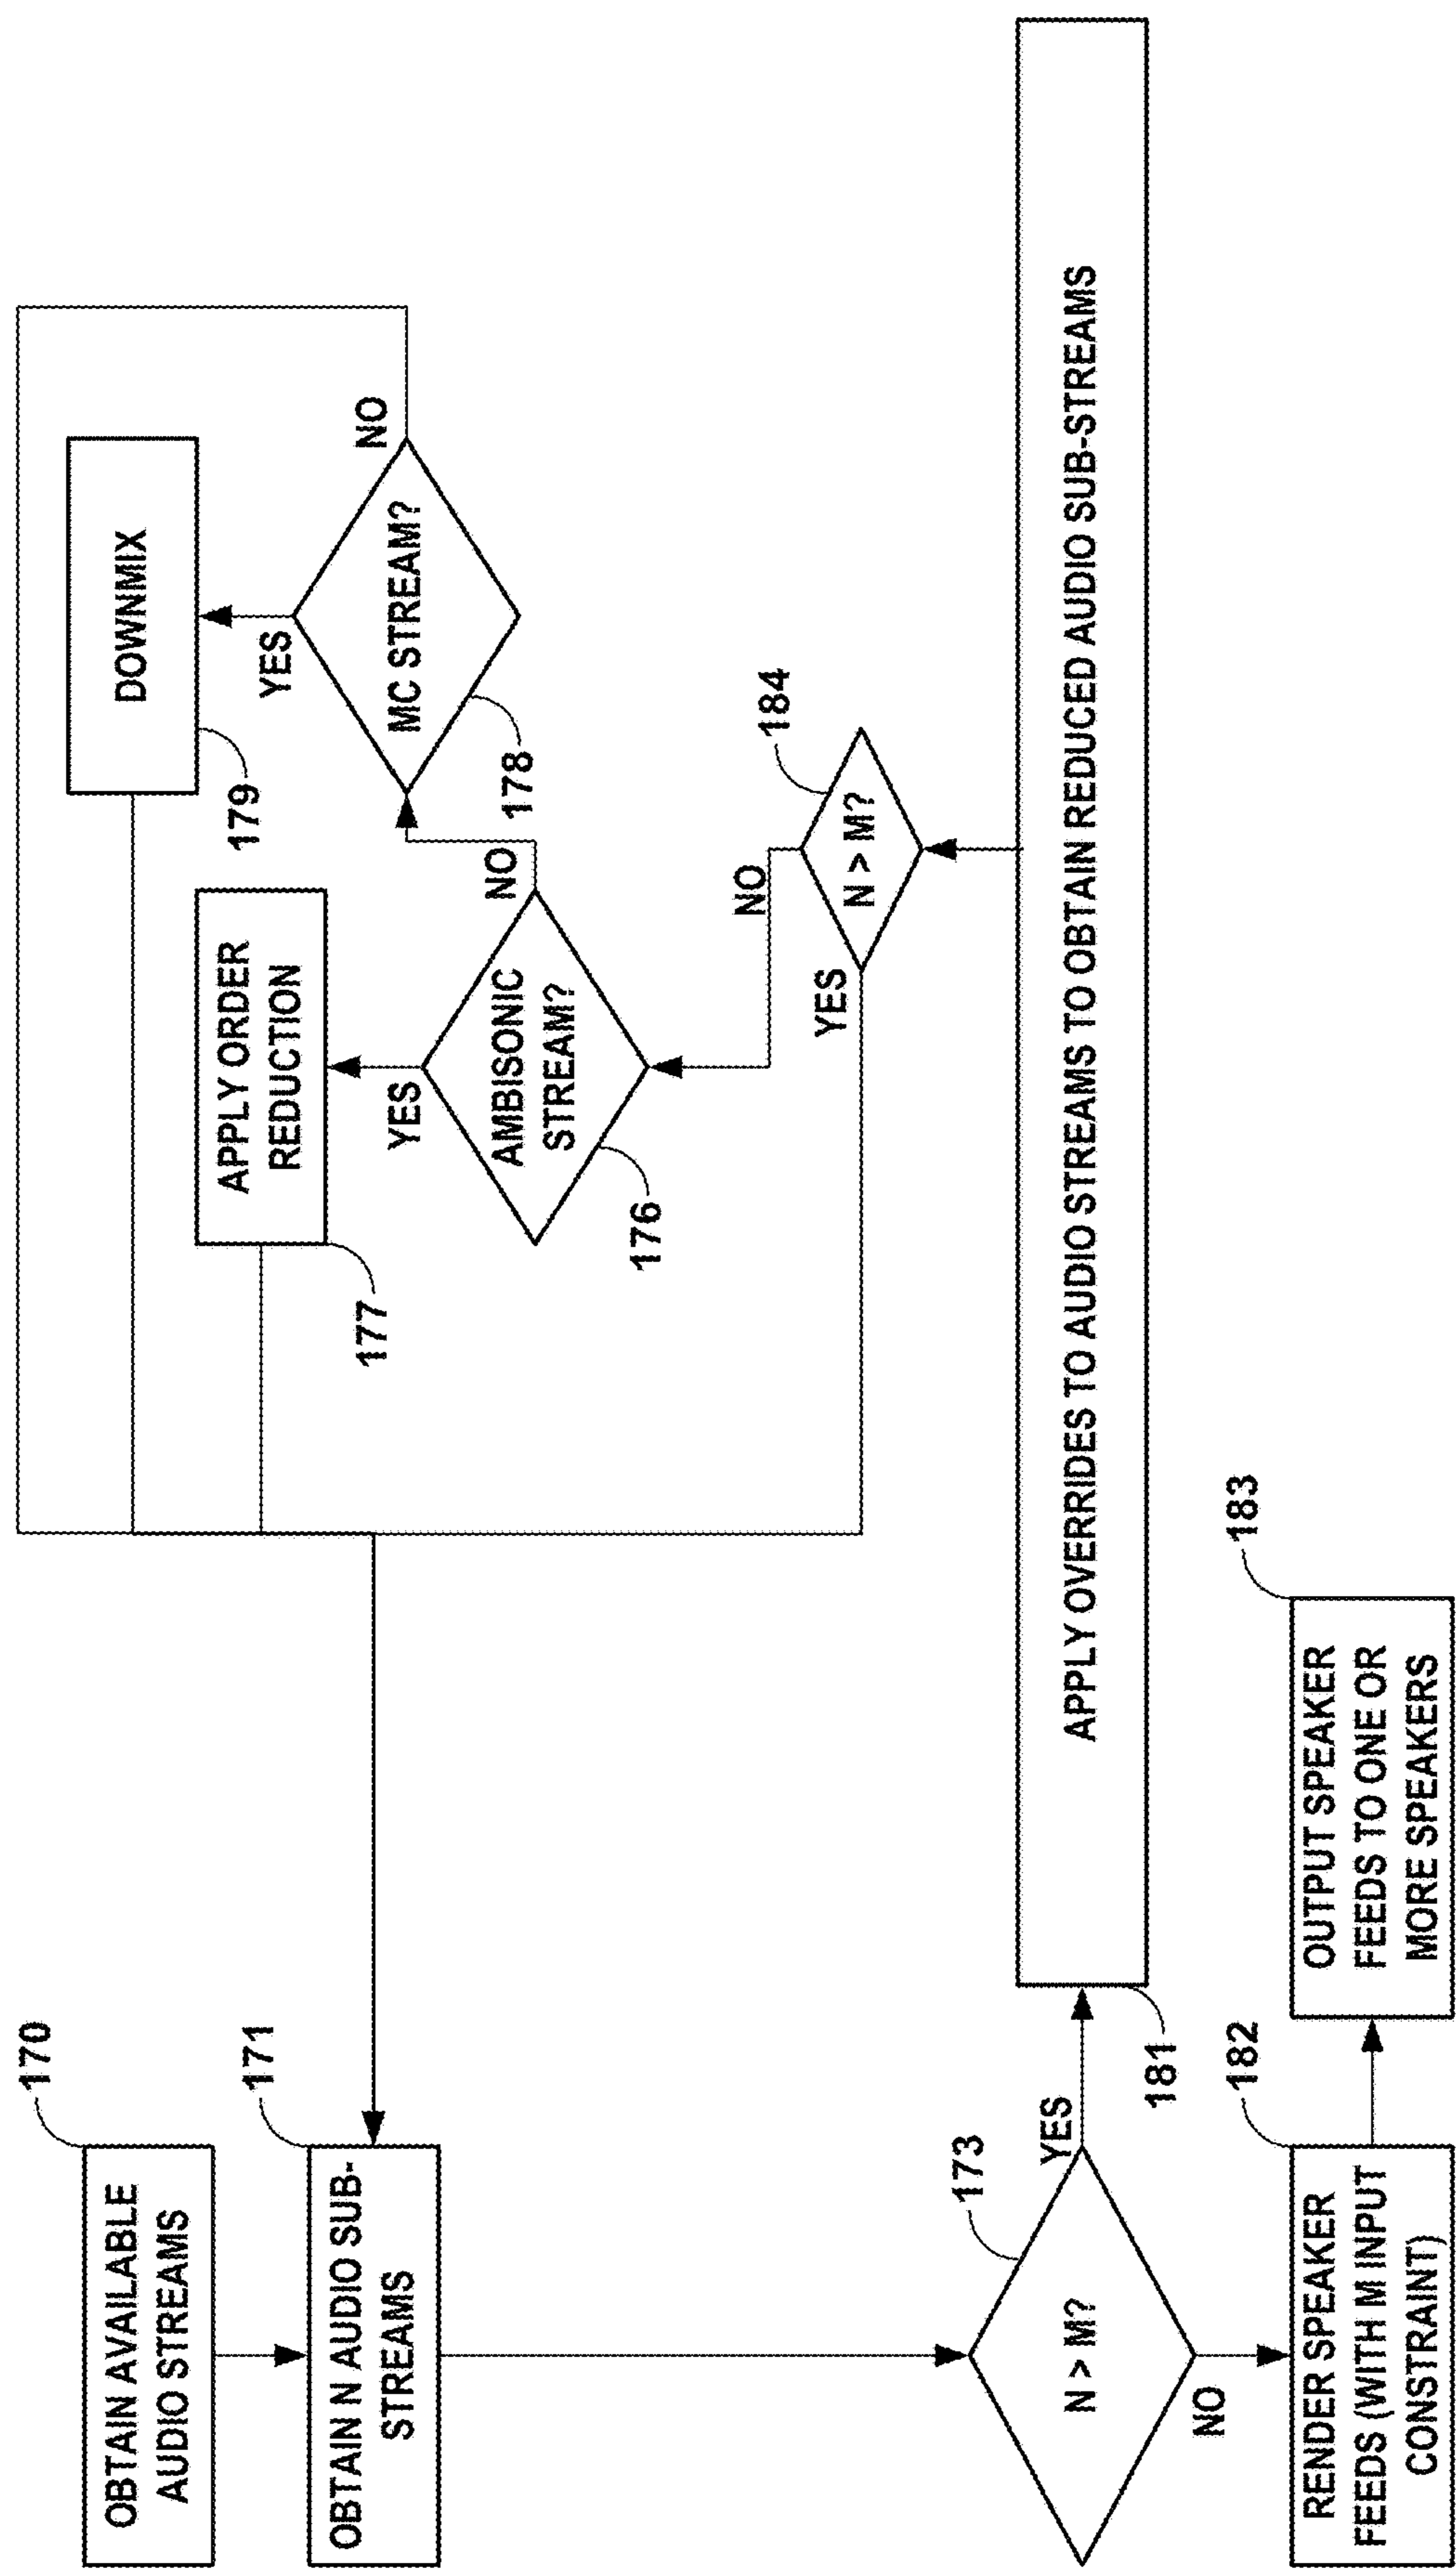 170
OBTAIN AVAILABLE
AUDIO STREAMS
171
OBTAIN N AUDIO SUB-
STREAMS
173
N > M?
YES
NO
181
APPLY OVERRIDES TO AUDIO STREAMS TO OBTAIN REDUCED AUDIO SUB-STREAMS
182
RENDER SPEAKER
FEEDS (WITH M INPUT
CONSTRAINT)
183
OUTPUT SPEAKER
FEEDS TO ONE OR
MORE SPEAKERS
184
N > M?
YES
NO
176
AMBISONIC
STREAM?
YES
NO
177
APPLY ORDER
REDUCTION
178
MC STREAM?
YES
NO
179
DOWNMIX